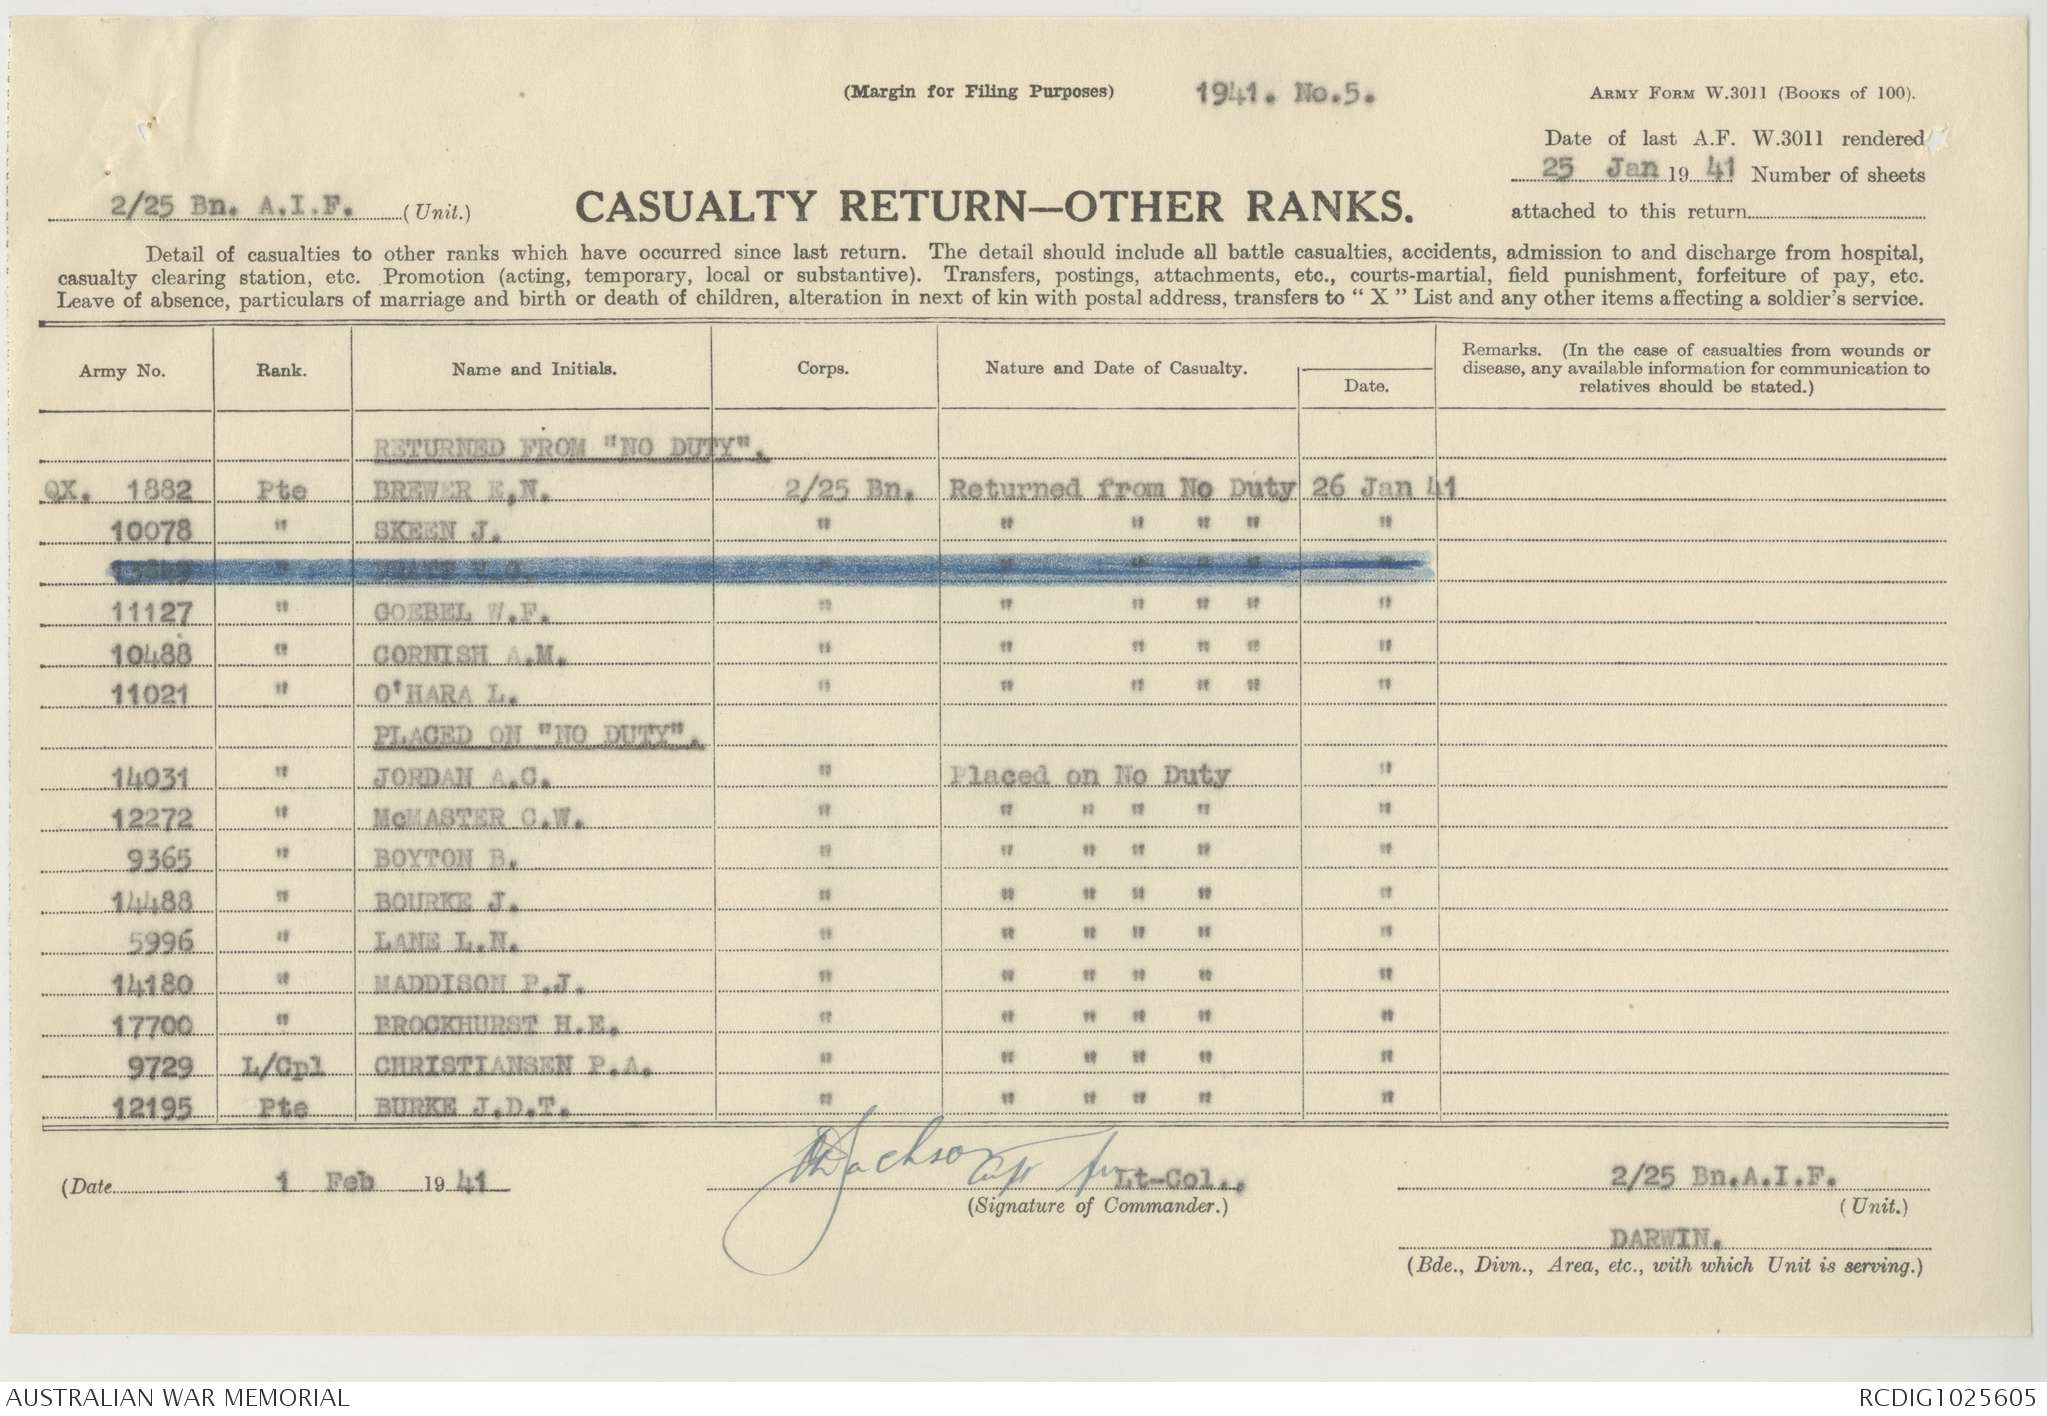 (Margin for Filing Purposes) 1941. No.5. ARMY FORM W.3011 (BOOKS OF 100).
Date of last A.F. W.3011 rendered
25 Jan 19 41 Number of sheets
2/25 Bn. A.I.F. (Unit.) CASUALTY RETURN—OTHER RANKS. attached to this return
Detail of casualties to other ranks which have occurred since last return. The detail should include all battle casualties, accidents, admission to and discharge from hospital,
casualty clearing station, etc. Promotion (acting, temporary, local or substantive). Transfers, postings, attachments, etc., courts-martial, field punishment, forfeiture of pay, etc.
Leave of absence, particulars of marriage and birth or death of children, alteration in next of kin with postal address, transfers to "X" List and any other items affecting a soldier's service.
Army No. Rank. Name and Initials. Corps. Nature and Date of Casualty. Date. Remarks. (In the case of casualties from wounds or
disease, any available information for communication to
relatives should be stated.)
RETURNED FROM "NO DUTY".
QX. 1882 Pte BREWER E,N. 2/25 Bn. Returned from No Duty 26 Jan 41
10078 " SKEEN J. " " " " " "
" " " " " " "
11127 " GOEBEL W.F. " " " " " "
10488 " CORNISH A.M. " " " " " "
11021 " O'HARA L. " " " " " "
PLACED ON "NO DUTY".
14031 " JORDAN A.C. " Placed on No Duty "
12272 " McMASTER C.W. " " " " " "
9365 " BOYTON B. " " " " " "
14488 " BOURKE J. " " " " " "
5996 " LANE L.N. " " " " " "
14180 " MADDISON P.J. " " " " " "
17700 " BROCKHURST H.E. " " " " " "
9729 L/Cpl CHRISTIANSEN P.A. " " " " " "
12195 Pte BURKE J.D.T. " " " " " "
(Date 1 Feb 19 41 Jackson Capt for Lt-Col., 2/25 Bn.A.I.F.
(Signature of Commander.) (Unit.)
DARWIN.
(Bde., Divn., Area, etc., with which Unit is serving.)
AUSTRALIAN WAR MEMORIAL RCDIG1025605